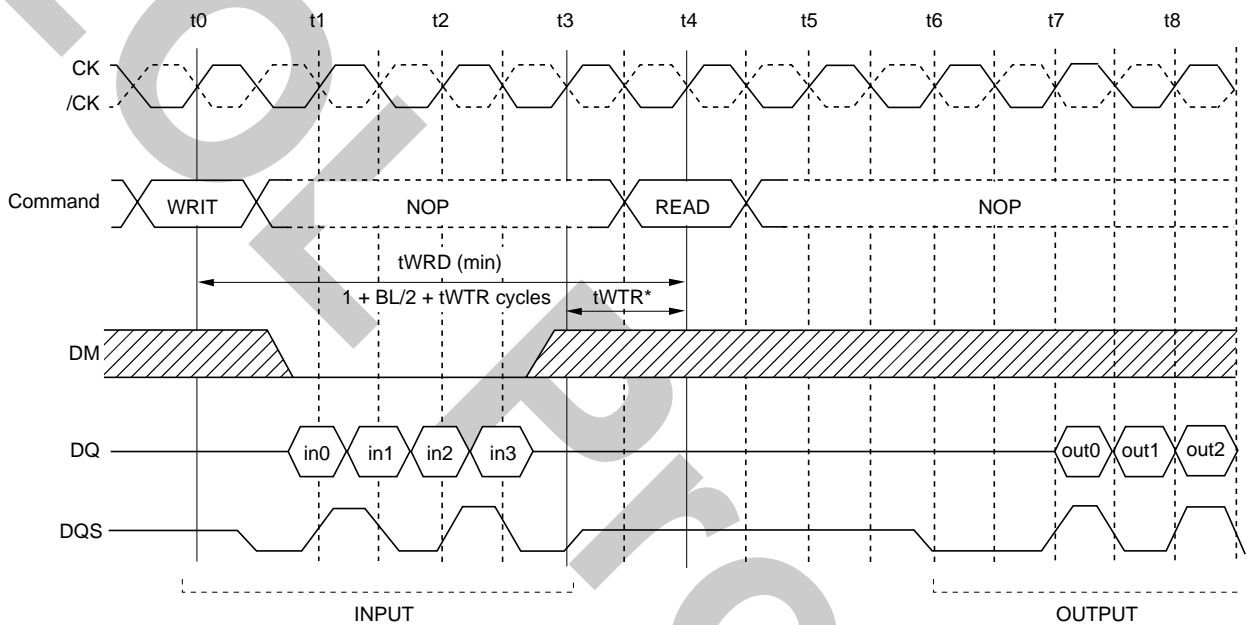 t0 t1 t2 t3 t4 t5 t6 t7 t8
CK
/CK
Command WRIT NOP READ NOP
tWRD (min)
1 + BL/2 + tWTR cycles tWTR*
DM
DQ in0 in1 in2 in3 out0 out1 out2
DQS
INPUT OUTPUT